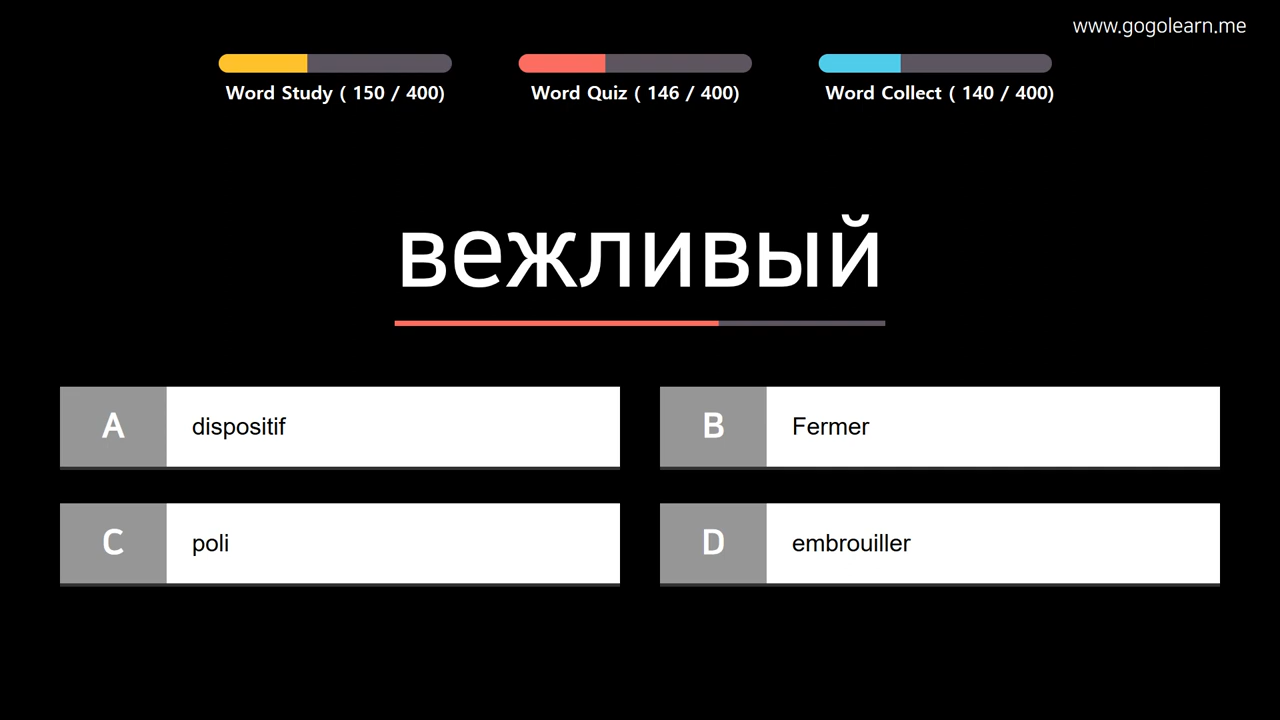 www.gogolearn.me
Word Study ( 150 / 400)
Word Quiz ( 146 / 400)
Word Collect ( 140 / 400)
вежливый
A dispositif
B Fermer
C poli
D embrouiller